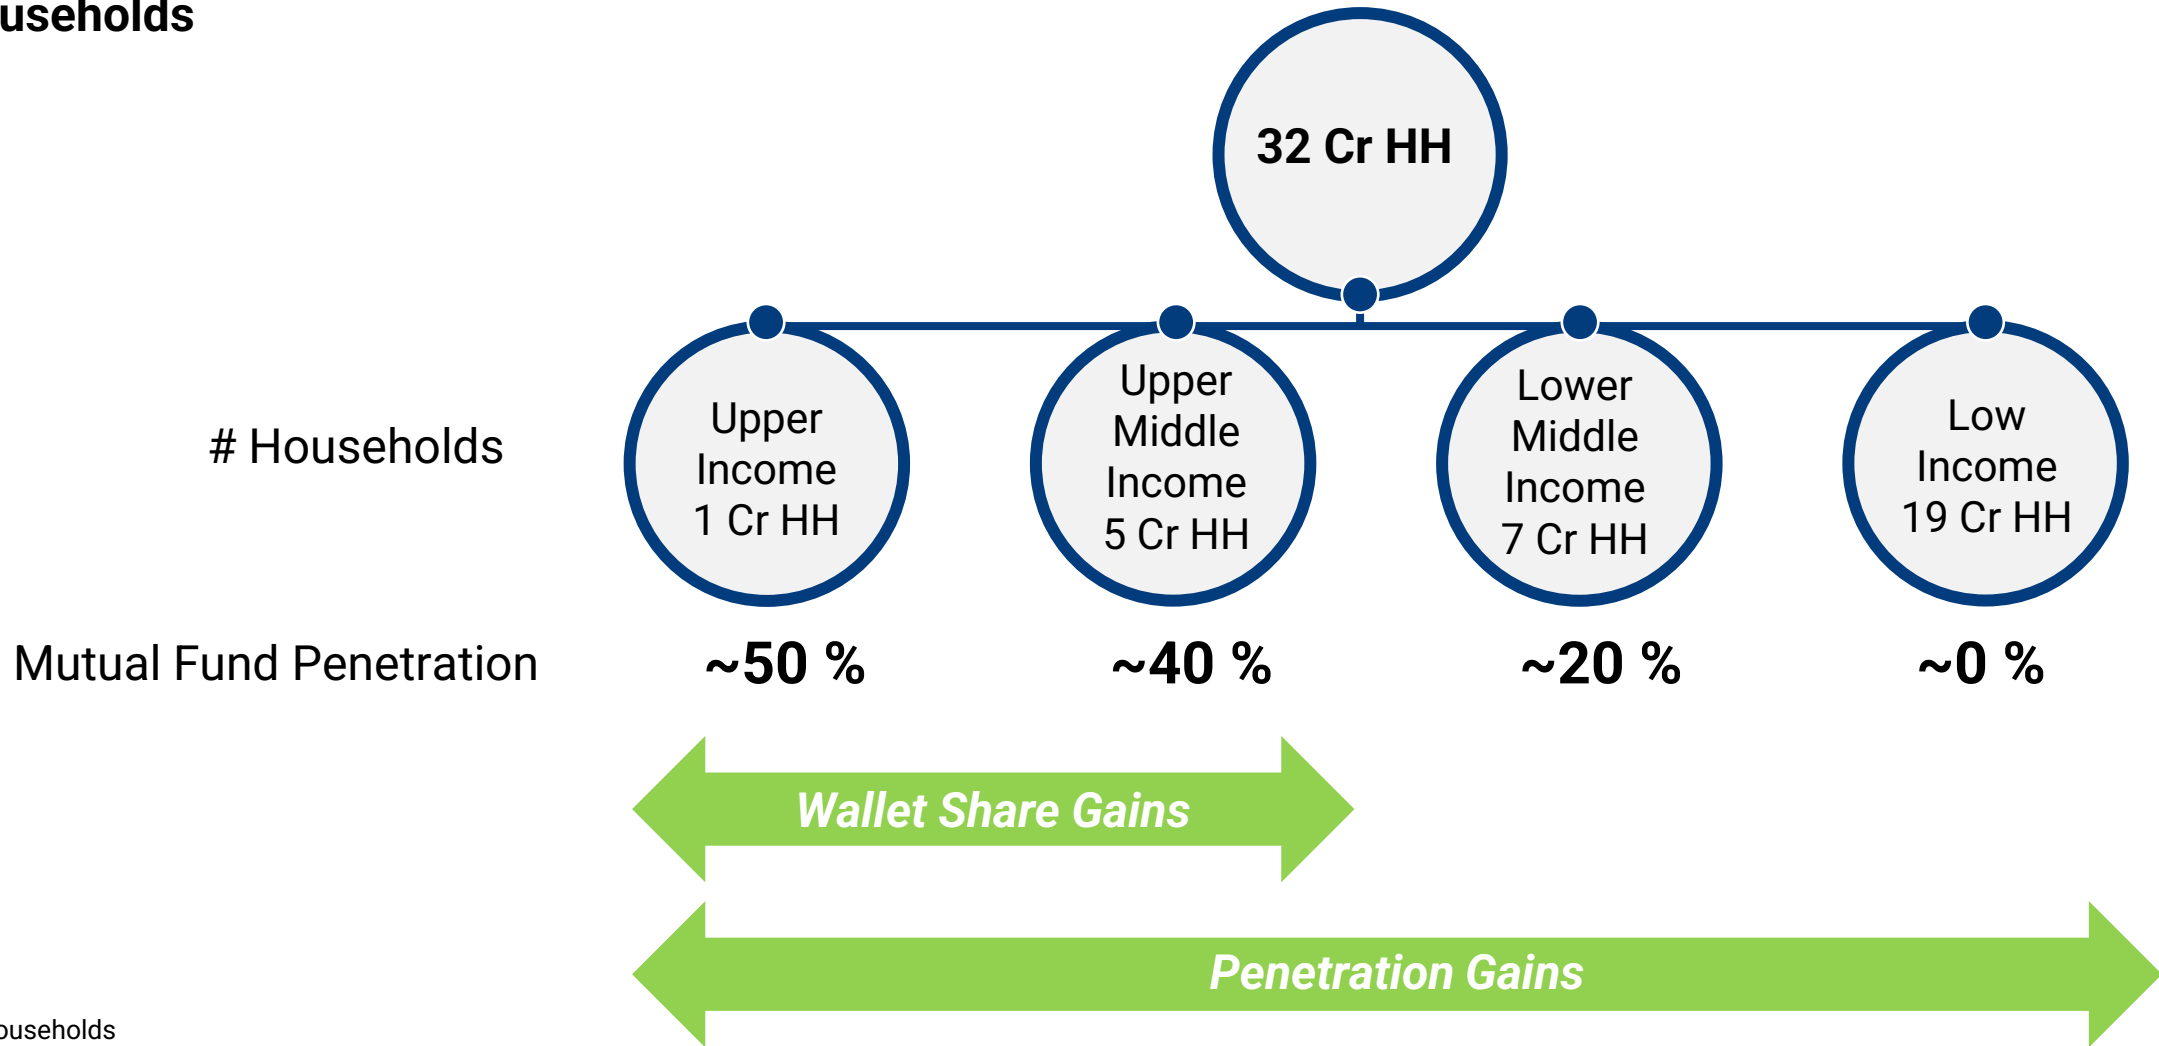 useholds
32 Cr HH
# Households
Upper
Income
1 Cr HH
Upper
Middle
Income
5 Cr HH
Lower
Middle
Income
7 Cr HH
Low
Income
19 Cr HH
Mutual Fund Penetration
~50 %
~40 %
~20 %
~0 %
Wallet Share Gains
Penetration Gains
ouseholds